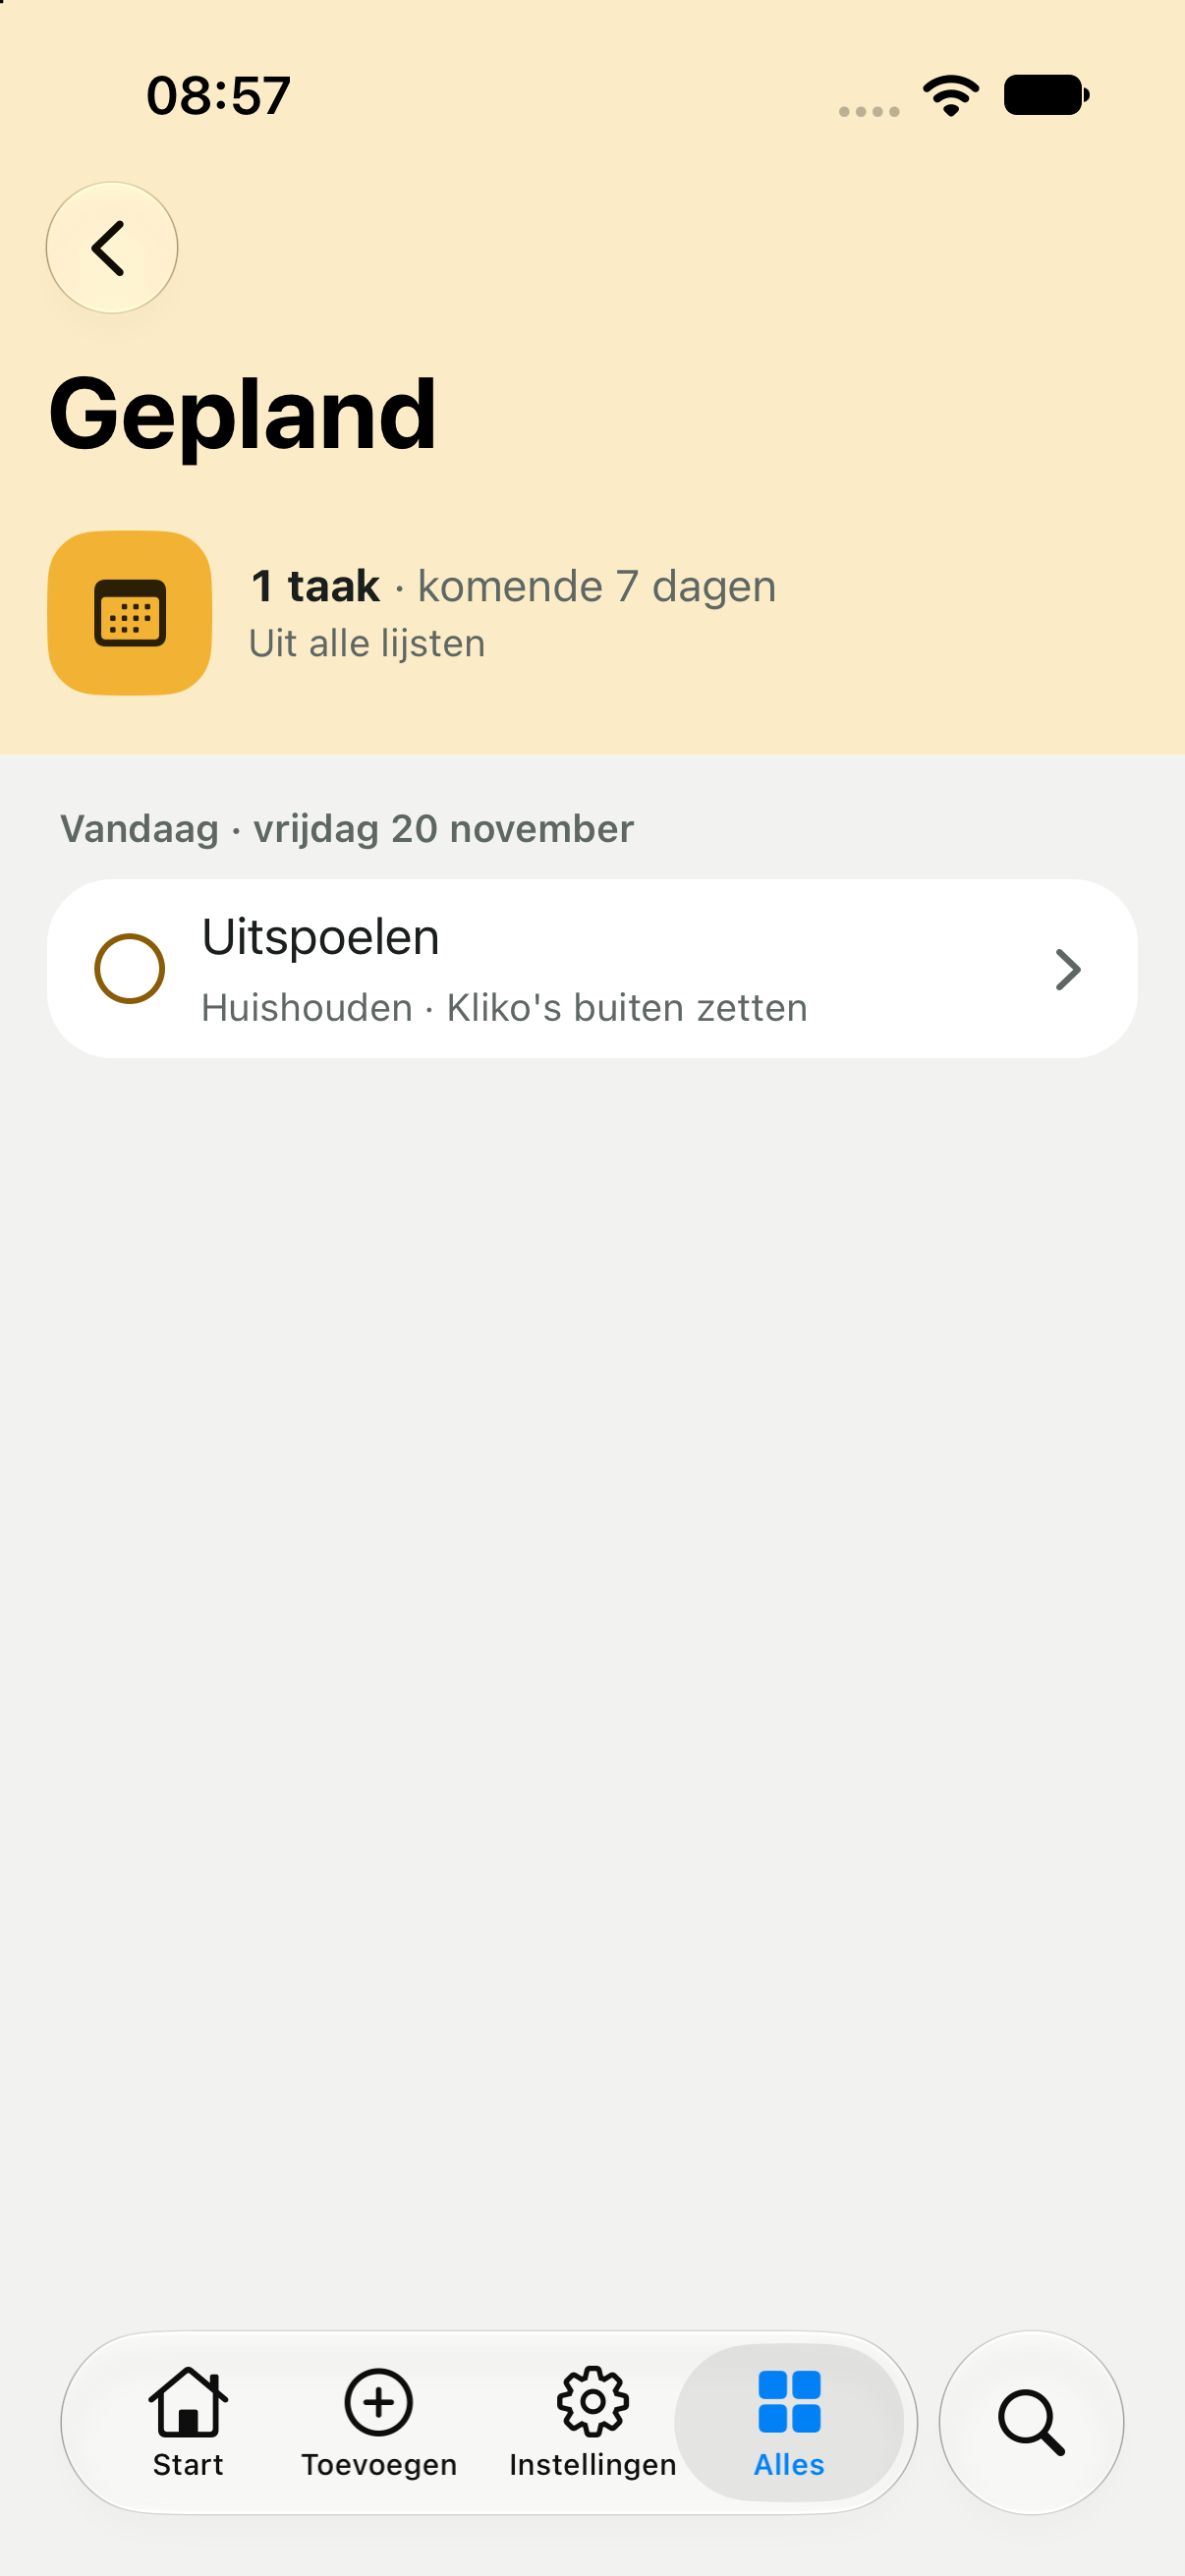 08:57
Gepland
1 taak · komende 7 dagen
Uit alle lijsten
Vandaag · vrijdag 20 november
Uitspoelen
Huishouden · Kliko's buiten zetten
Start
Toevoegen
Instellingen
Alles